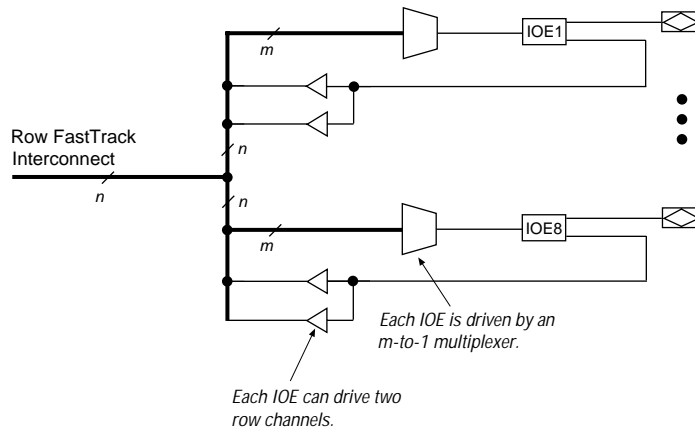 m
IOE1
Row FastTrack
Interconnect
n
n
n
m
IOE8
Each IOE is driven by an
m-to-1 multiplexer.
Each IOE can drive two
row channels.